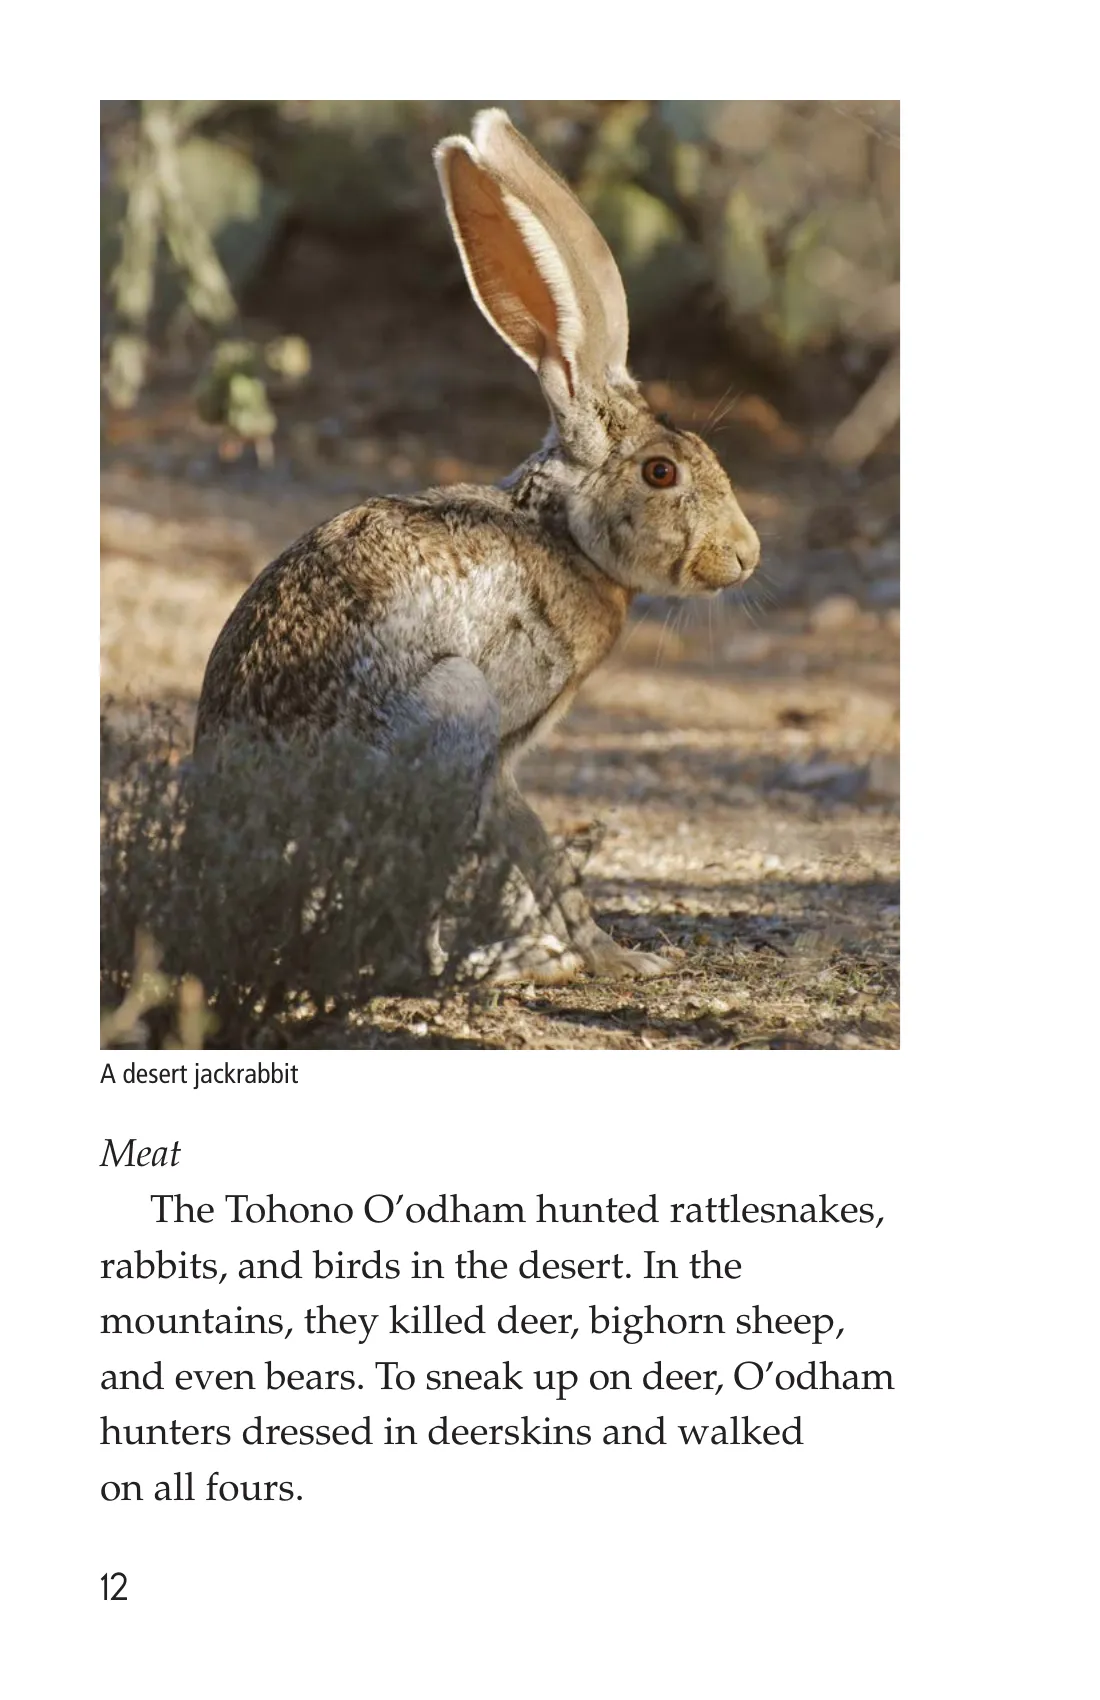 A desert jackrabbit
Meat
The Tohono O’odham hunted rattlesnakes,
rabbits, and birds in the desert. In the
mountains, they killed deer, bighorn sheep,
and even bears. To sneak up on deer, O’odham
hunters dressed in deerskins and walked
on all fours.
12